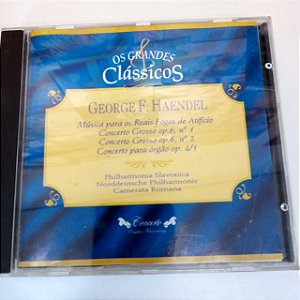 OS GRANDES
Clássicos
GEORGE F. HAENDEL
Música para os Reais Fogos de Atifício
Concerto Grosso op.6, nº 1
Concerto Grosso op.6, nº 2
Concerto para órgão op. 4/1
Philharmonia Slavonica
Norddeutsche Philharmonic
Camerata Romana
Concerto